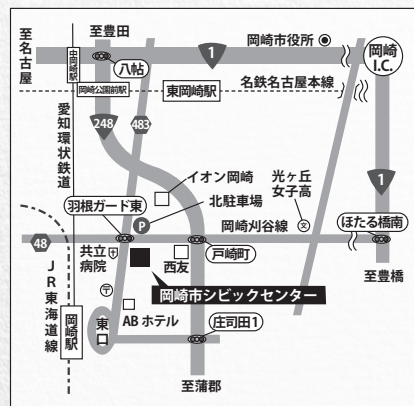 至名古屋
至豊田
岡崎市役所
岡崎
I.C.
八帖
1
中岡崎駅
岡崎公園前駅
東岡崎駅
名鉄名古屋本線
愛知環状鉄道
248
483
イオン岡崎
光ヶ丘
女子高
1
羽根ガード東
P
北駐車場
岡崎刈谷線
文
ほたる橋南
48
共立
病院
西友
戸崎町
至豊橋
JR東海道線
岡崎駅
〒
岡崎市シビックセンター
東口
ABホテル
庄司田1
至蒲郡